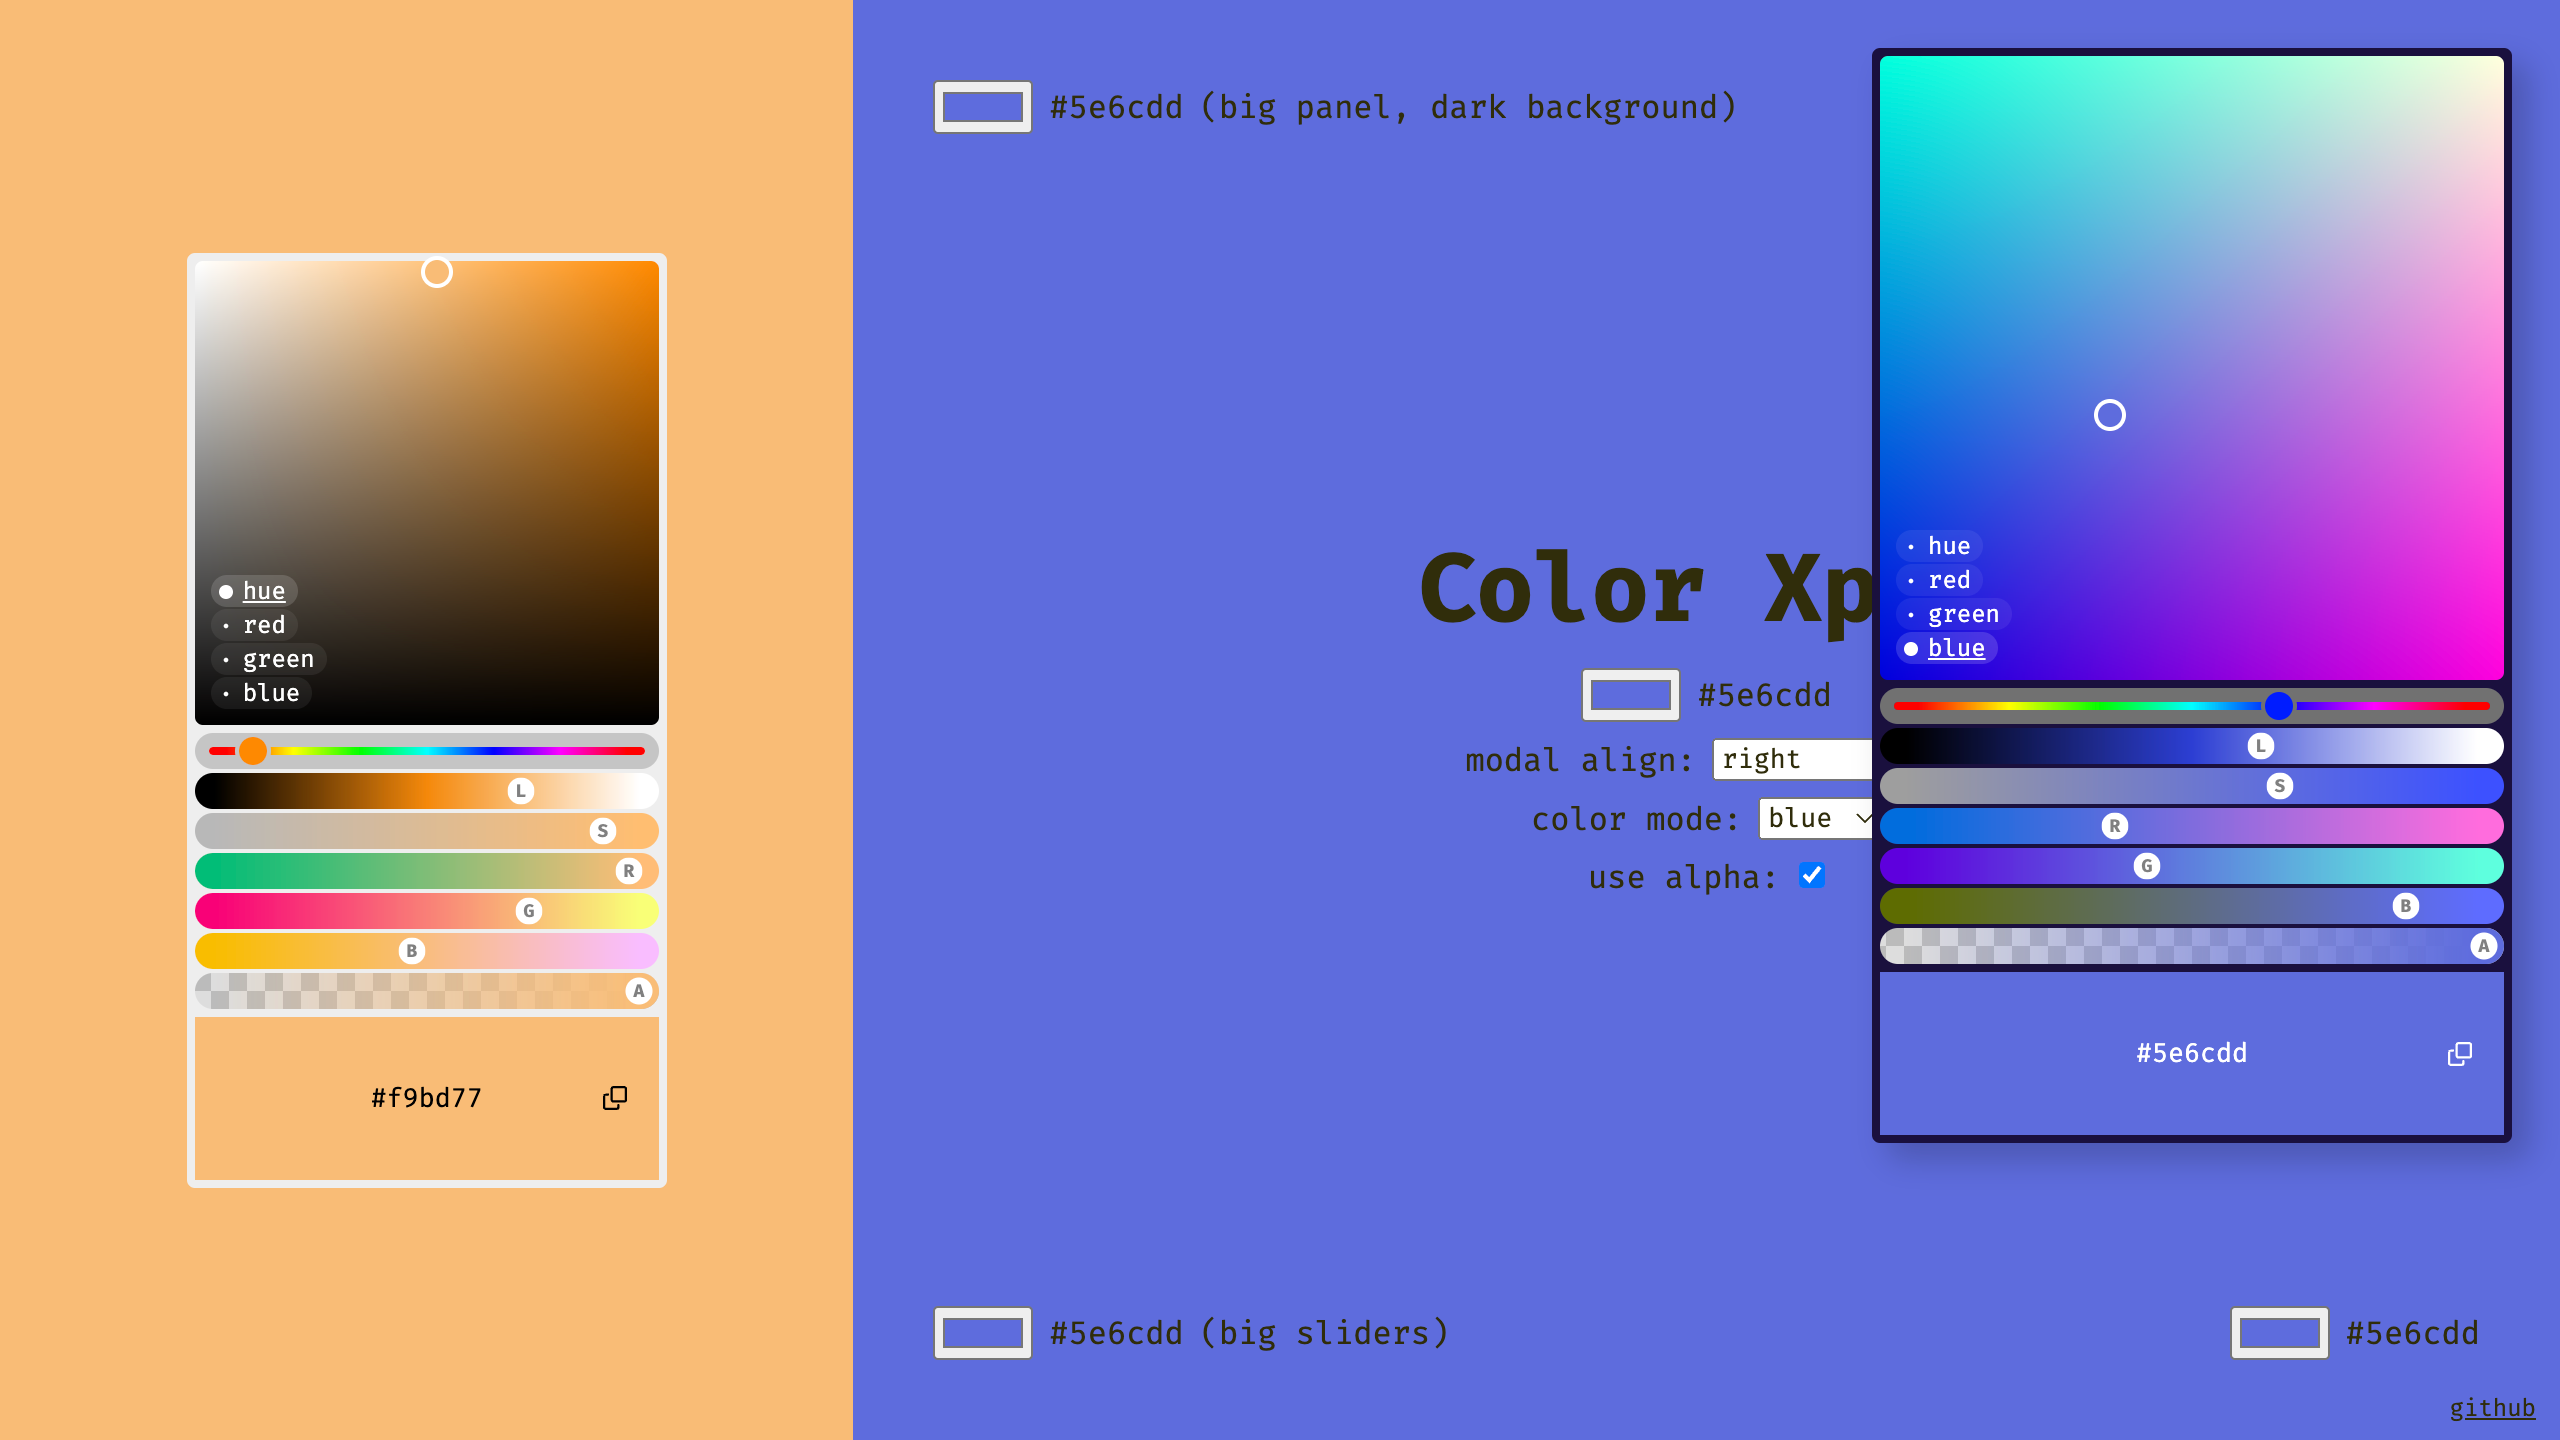 hue
red
green
blue
L
S
R
G
B
A
#f9bd77
#5e6cdd (big panel, dark background)
Color Xp
#5e6cdd
modal align: right
color mode: blue
use alpha:
#5e6cdd (big sliders)
hue
red
green
blue
L
S
R
G
B
A
#5e6cdd
#5e6cdd
github